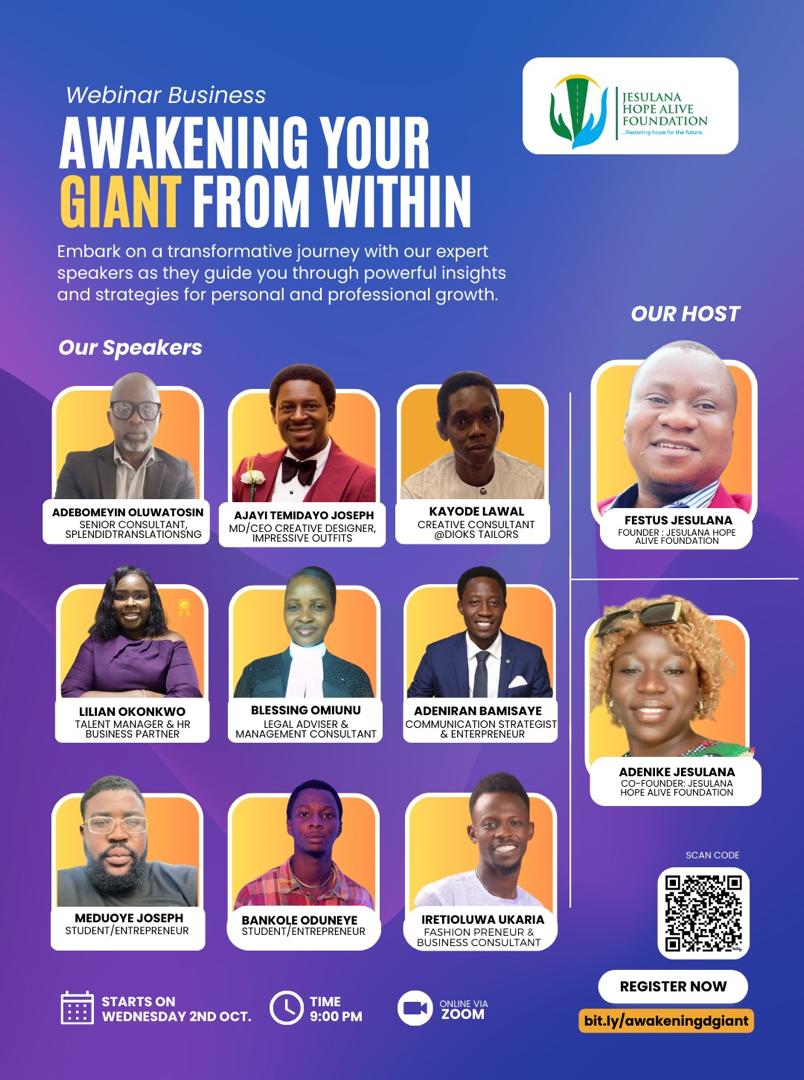 Webinar Business
AWAKENING YOUR
GIANT FROM WITHIN
JESULANA
HOPE ALIVE
FOUNDATION
...Restoring hope for the future.
Embark on a transformative journey with our expert
speakers as they guide you through powerful insights
and strategies for personal and professional growth.
Our Speakers
ADEBOMEYIN OLUWATOSIN
SENIOR CONSULTANT,
SPLENDIDTRANSLATIONSNG
AJAYI TEMIDAYO JOSEPH
MD/CEO CREATIVE DESIGNER,
IMPRESSIVE OUTFITS
KAYODE LAWAL
CREATIVE CONSULTANT
@DIOKS TAILORS
LILIAN OKONKWO
TALENT MANAGER & HR
BUSINESS PARTNER
BLESSING OMIUNU
LEGAL ADVISER &
MANAGEMENT CONSULTANT
ADENIRAN BAMISAYE
COMMUNICATION STRATEGIST
& ENTERPRENEUR
MEDUOYE JOSEPH
STUDENT/ENTREPRENEUR
BANKOLE ODUNEYE
STUDENT/ENTREPRENEUR
IRETIOLUWA UKARIA
FASHION PRENEUR &
BUSINESS CONSULTANT
OUR HOST
FESTUS JESULANA
FOUNDER : JESULANA HOPE
ALIVE FOUNDATION
ADENIKE JESULANA
CO-FOUNDER: JESULANA
HOPE ALIVE FOUNDATION
SCAN CODE
REGISTER NOW
bit.ly/awakeningdgiant
STARTS ON
WEDNESDAY 2ND OCT.
TIME
9:00 PM
ONLINE VIA
ZOOM